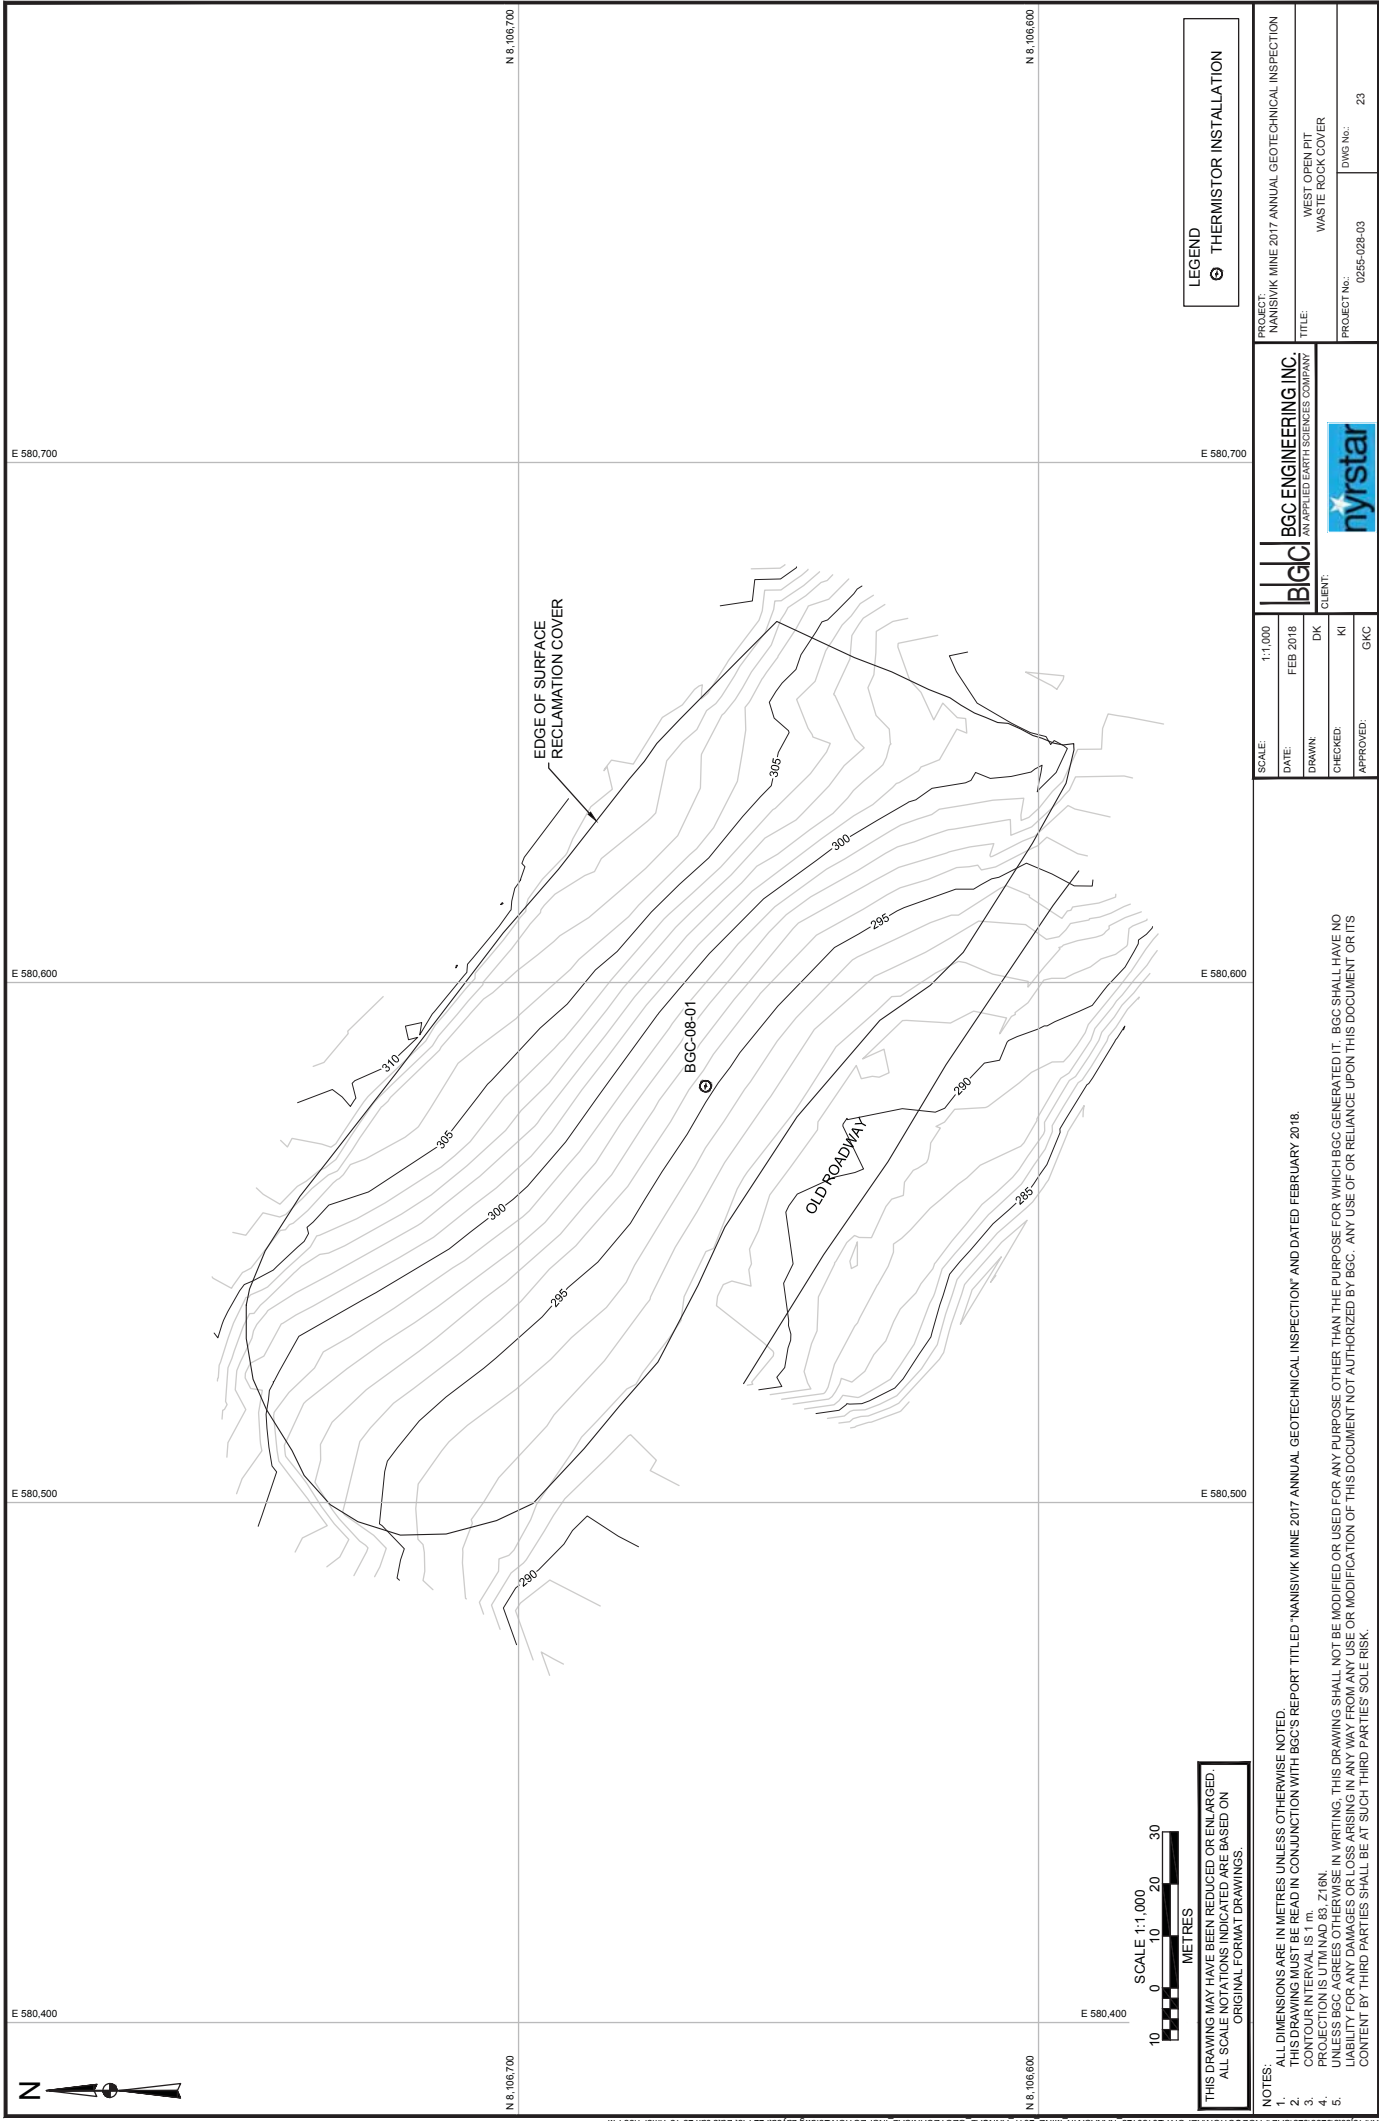 N
E 580,400
E 580,500
E 580,600
E 580,700
N 8,106,700
N 8,106,700
N 8,106,600
N 8,106,600
E 580,400
E 580,500
E 580,600
E 580,700
EDGE OF SURFACE
RECLAMATION COVER
310
305
300
295
290
305
300
295
290
285
BGC-08-01
OLD ROADWAY
LEGEND
THERMISTOR INSTALLATION
SCALE 1:1,000
10 0 10 20 30
METRES
THIS DRAWING MAY HAVE BEEN REDUCED OR ENLARGED.
ALL SCALE NOTATIONS INDICATED ARE BASED ON
ORIGINAL FORMAT DRAWINGS.
NOTES:
1. ALL DIMENSIONS ARE IN METRES UNLESS OTHERWISE NOTED.
2. THIS DRAWING MUST BE READ IN CONJUNCTION WITH BGC'S REPORT TITLED "NANISIVIK MINE 2017 ANNUAL GEOTECHNICAL INSPECTION" AND DATED FEBRUARY 2018.
3. CONTOUR INTERVAL IS 1 m.
4. PROJECTION IS UTM NAD 83, Z16N.
5. UNLESS BGC AGREES OTHERWISE IN WRITING, THIS DRAWING SHALL NOT BE MODIFIED OR USED FOR ANY PURPOSE OTHER THAN THE PURPOSE FOR WHICH BGC GENERATED IT. BGC SHALL HAVE NO
LIABILITY FOR ANY DAMAGES OR LOSS ARISING IN ANY WAY FROM ANY USE OR MODIFICATION OF THIS DOCUMENT NOT AUTHORIZED BY BGC. ANY USE OF OR RELIANCE UPON THIS DOCUMENT OR ITS
CONTENT BY THIRD PARTIES SHALL BE AT SUCH THIRD PARTIES' SOLE RISK.
SCALE: 1:1,000
DATE: FEB 2018
DRAWN: DK
CHECKED: KI
APPROVED: GKC
BGC BGC ENGINEERING INC.
AN APPLIED EARTH SCIENCES COMPANY
CLIENT:
nyrstar
PROJECT:
NANISIVIK MINE 2017 ANNUAL GEOTECHNICAL INSPECTION
TITLE:
WEST OPEN PIT
WASTE ROCK COVER
PROJECT No.: 0255-028-03
DWG No.: 23